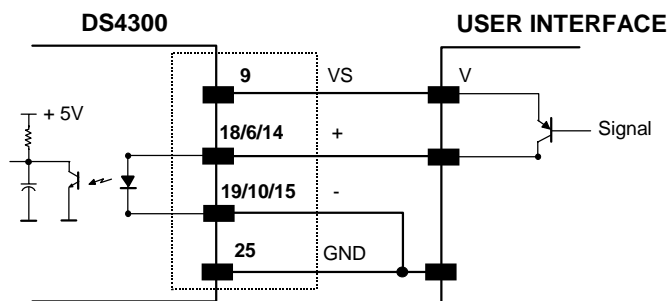 DS4300
USER INTERFACE
9 VS V
+ 5V
18/6/14 + Signal
19/10/15 -
25 GND